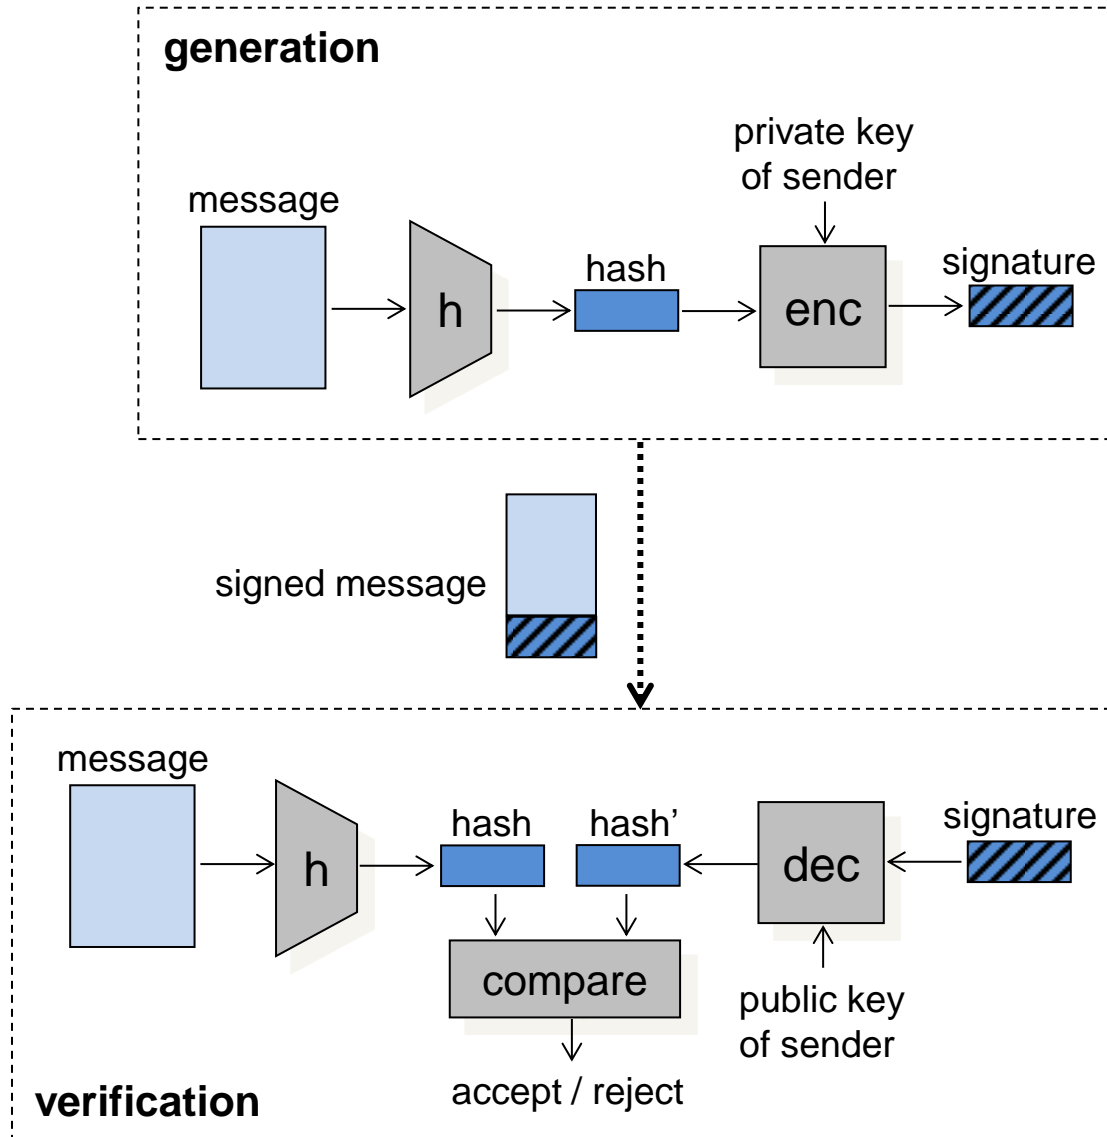 generation
private key
of sender
message
hash
signature
h
enc
signed message
message
hash
hash’
signature
h
dec
compare
public key
of sender
accept / reject
verification